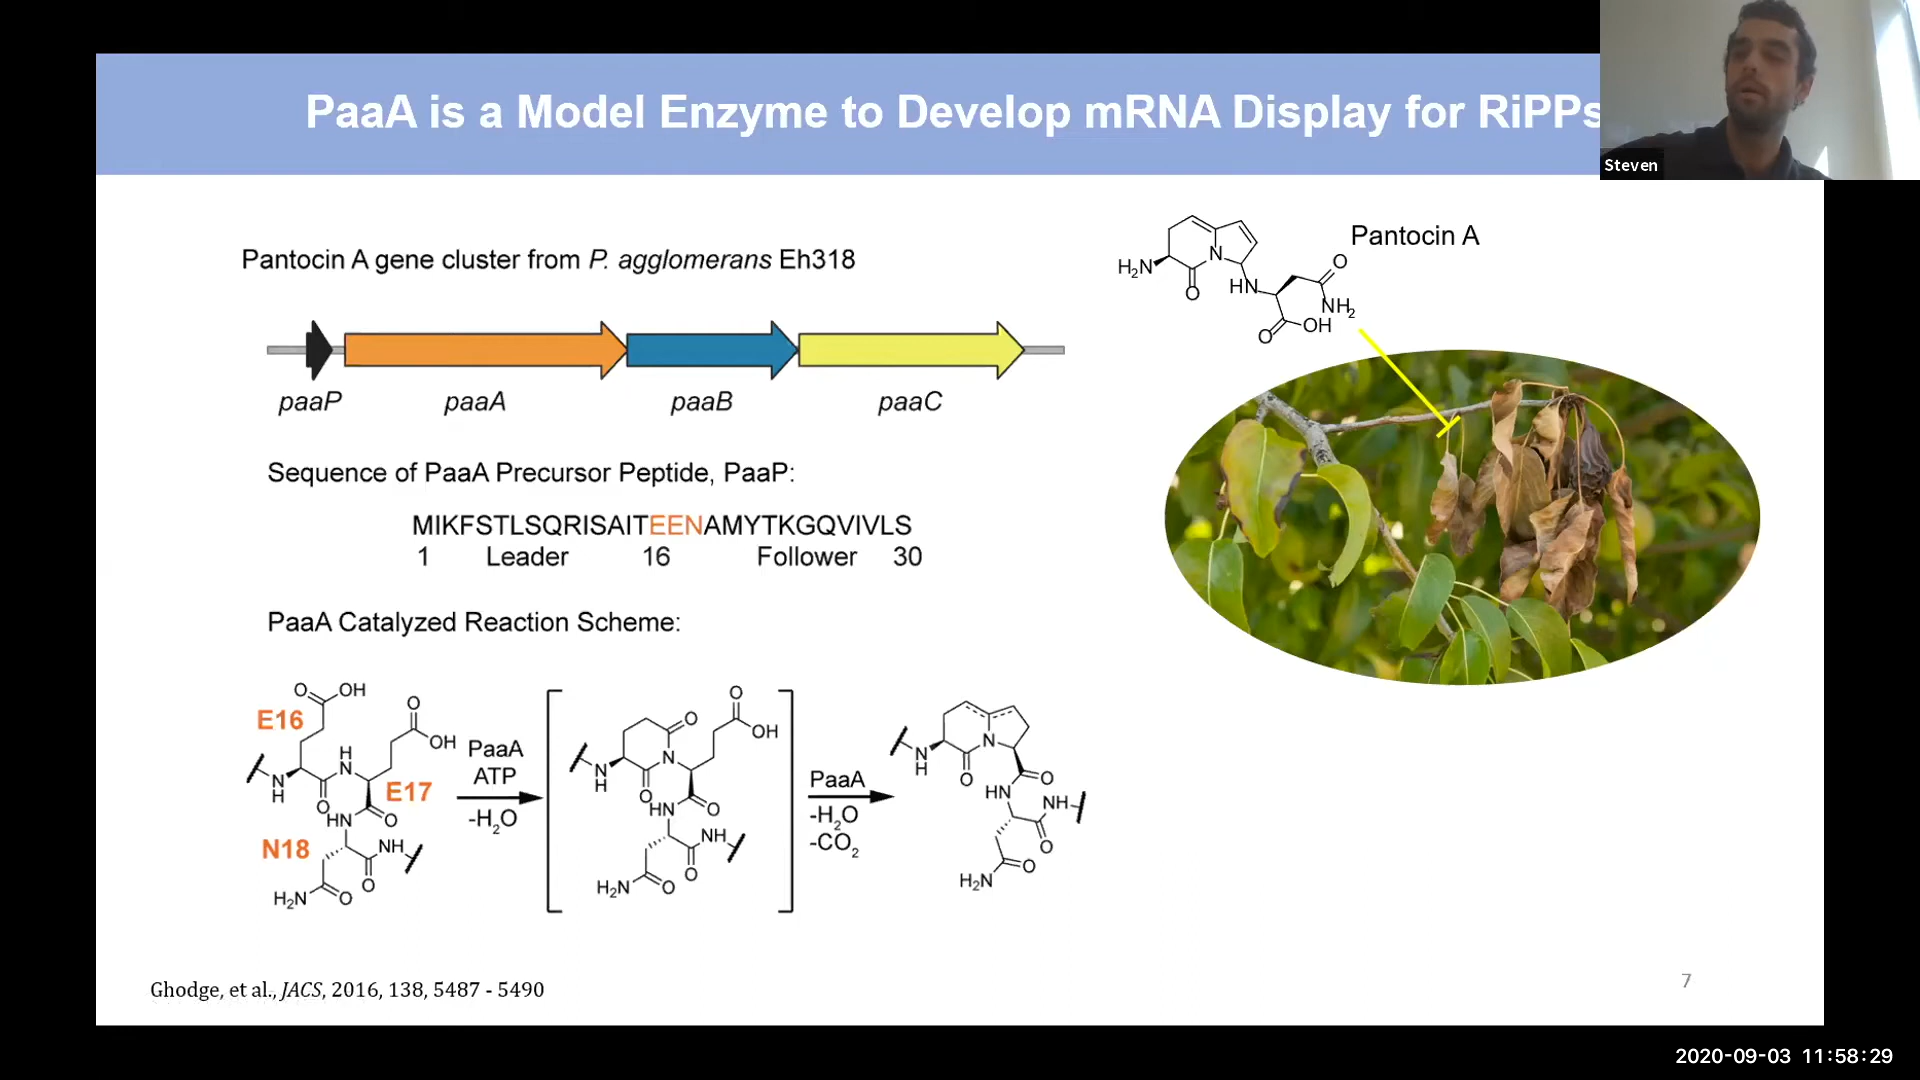 PaaA is a Model Enzyme to Develop mRNA Display for RiPPs
Steven
Pantocin A gene cluster from P. agglomerans Eh318
paaP paaA paaB paaC
Sequence of PaaA Precursor Peptide, PaaP:
MIKFSTLSQRISAITEENAMYTKGQVIVLS
1 Leader 16 Follower 30
PaaA Catalyzed Reaction Scheme:
O OH
E16
O
OH
H
N
N
H
O
E17
O
HN
N18
NH
O
H2N O
PaaA
ATP
-H2O
O
O
OH
N
N
H
O
HN O
NH
O
H2N O
PaaA
-H2O
-CO2
N
N
H
O
O
HN
NH
O
O
H2N
Pantocin A
H2N
N
O
HN
O
NH2
O OH
Ghodge, et al., JACS, 2016, 138, 5487 - 5490
7
2020-09-03 11:58:29